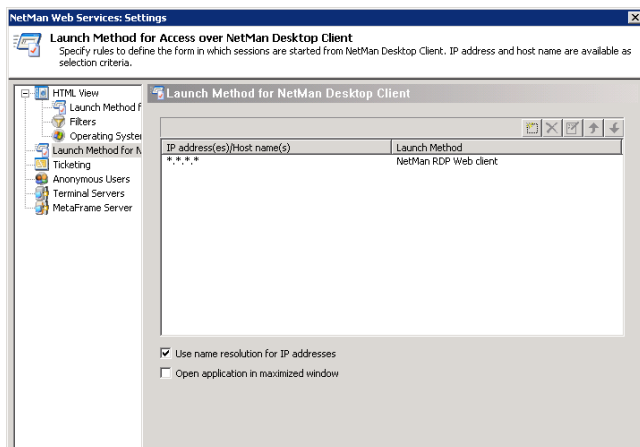 NetMan Web Services: Settings
Launch Method for Access over NetMan Desktop Client
Specify rules to define the form in which sessions are started from NetMan Desktop Client. IP address and host name are available as
selection criteria.
HTML View
Launch Method f
Filters
Operating System
Launch Method for N
Ticketing
Anonymous Users
Terminal Servers
MetaFrame Server
Launch Method for NetMan Desktop Client
IP address(es)/Host name(s) Launch Method
*.*.*.* NetMan RDP Web client
Use name resolution for IP addresses
Open application in maximized window